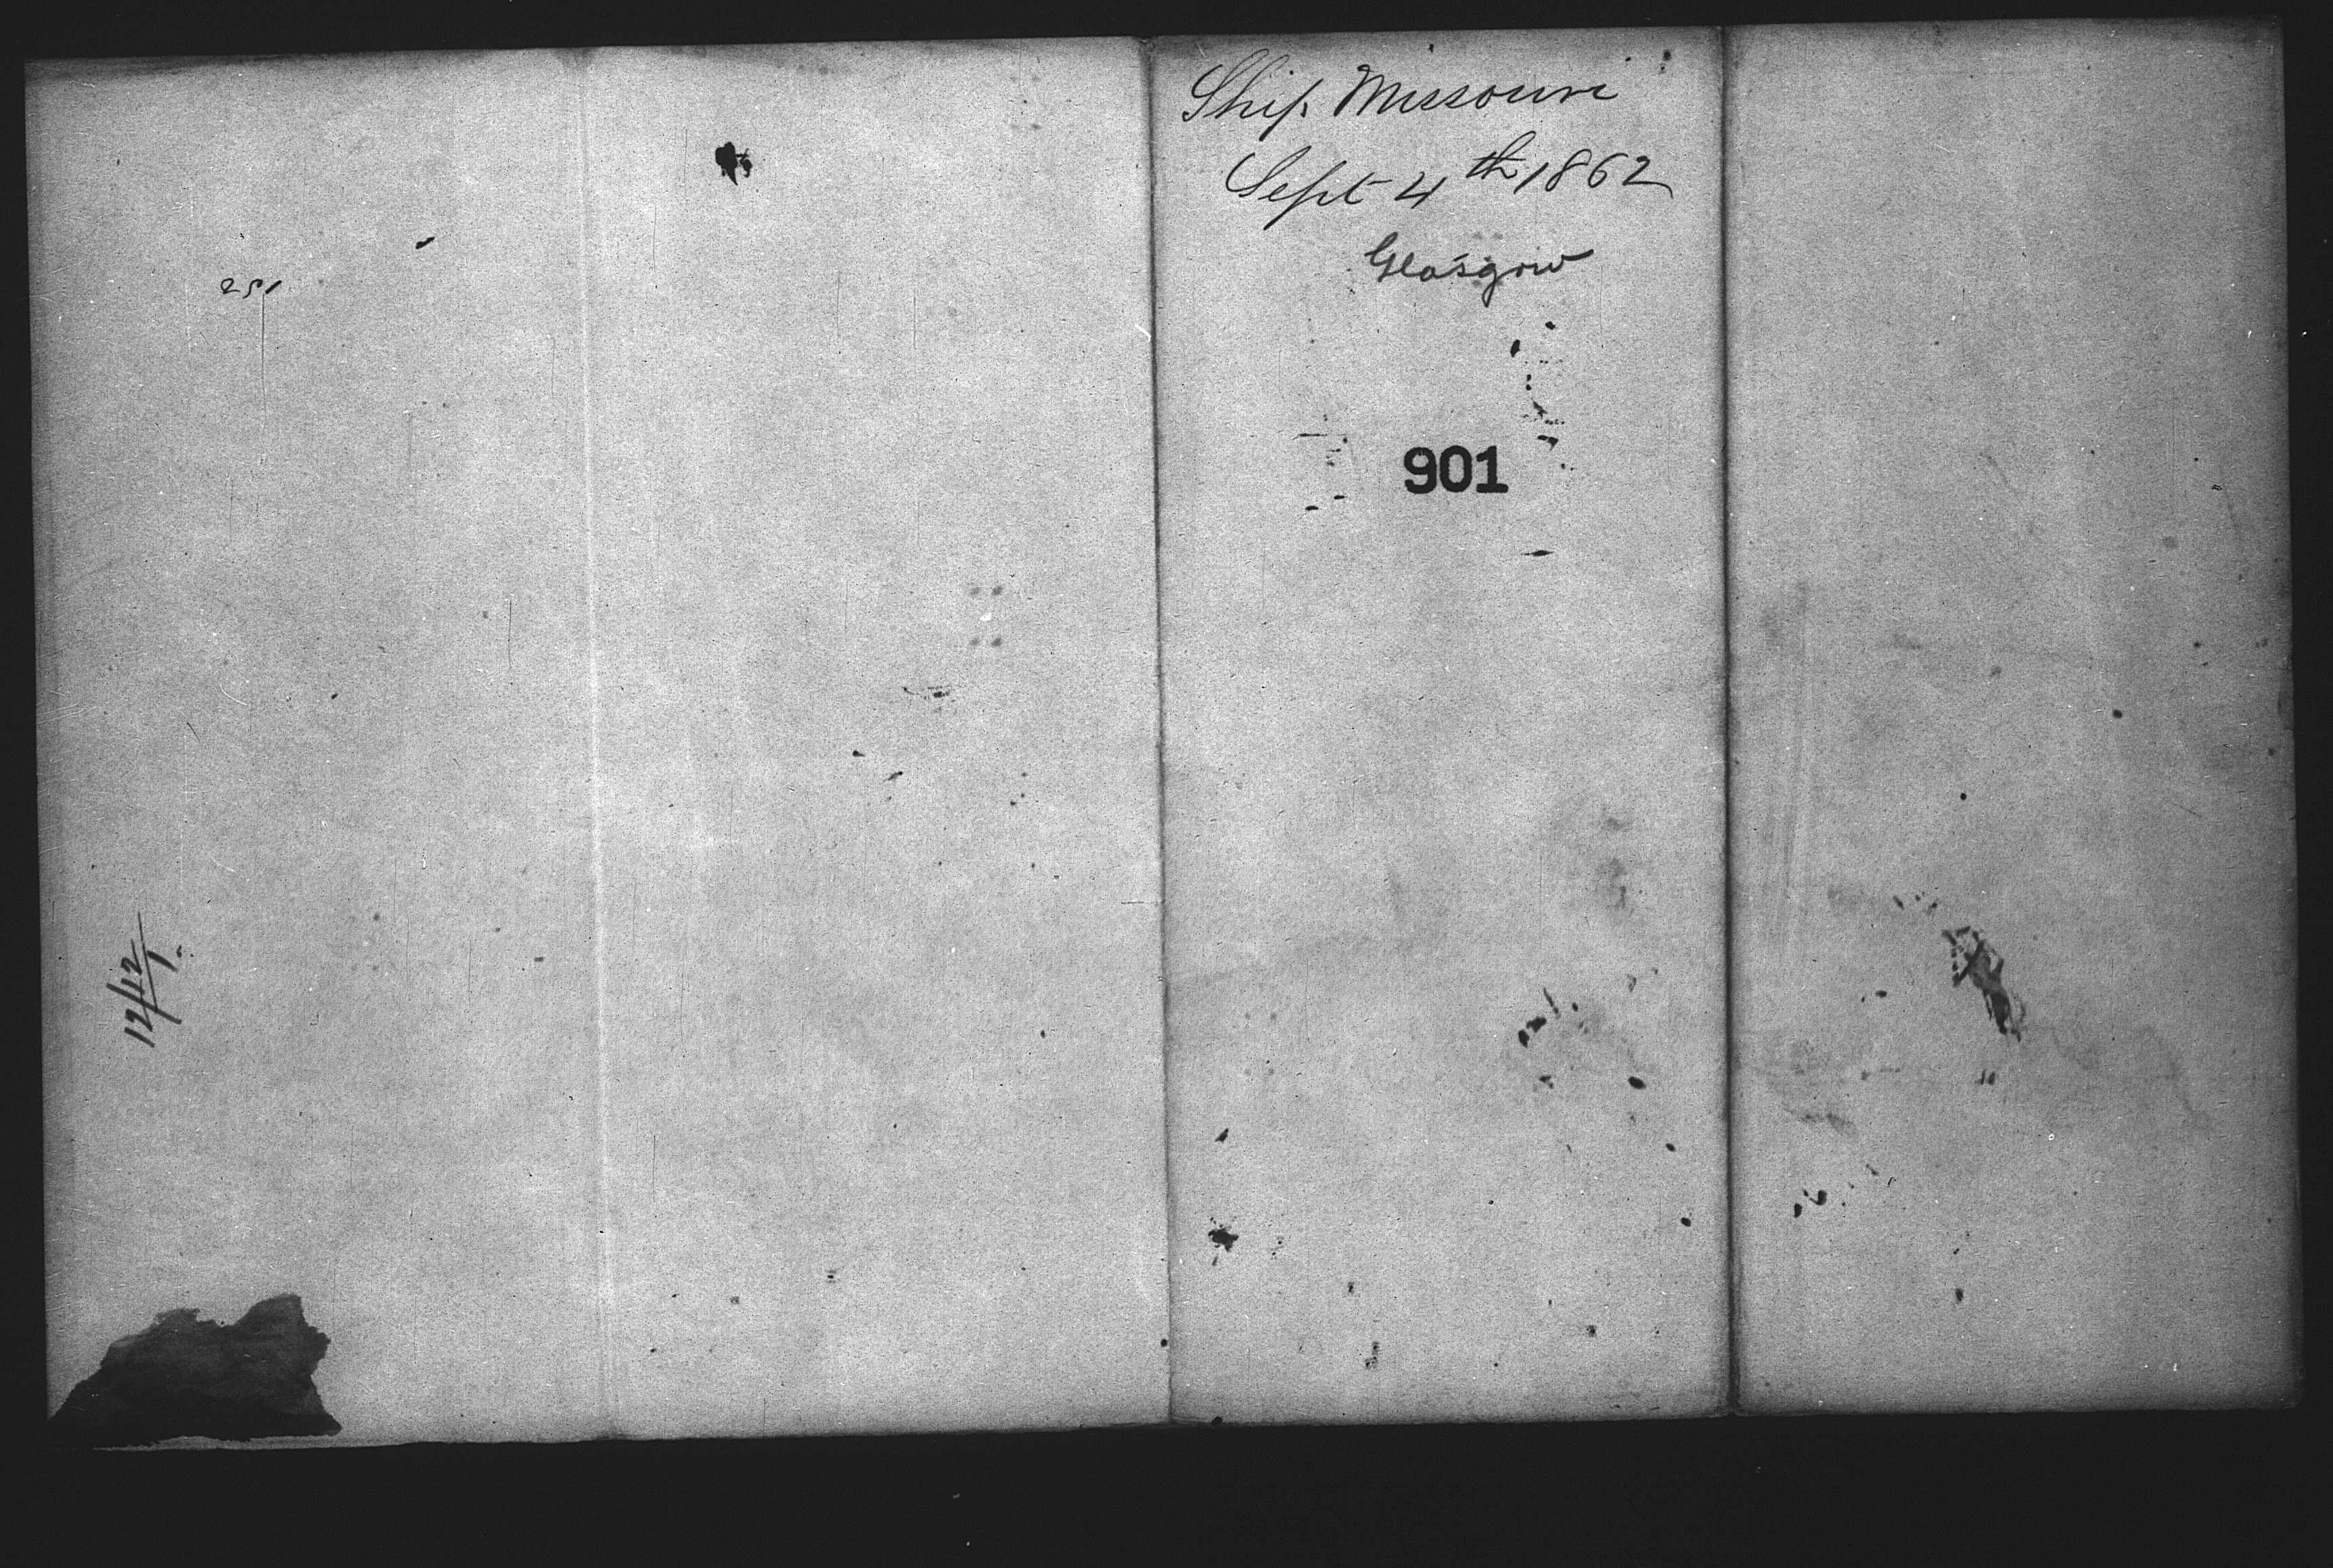 Ship Missouri
Sept 4th 1862
Glasgow
901
251